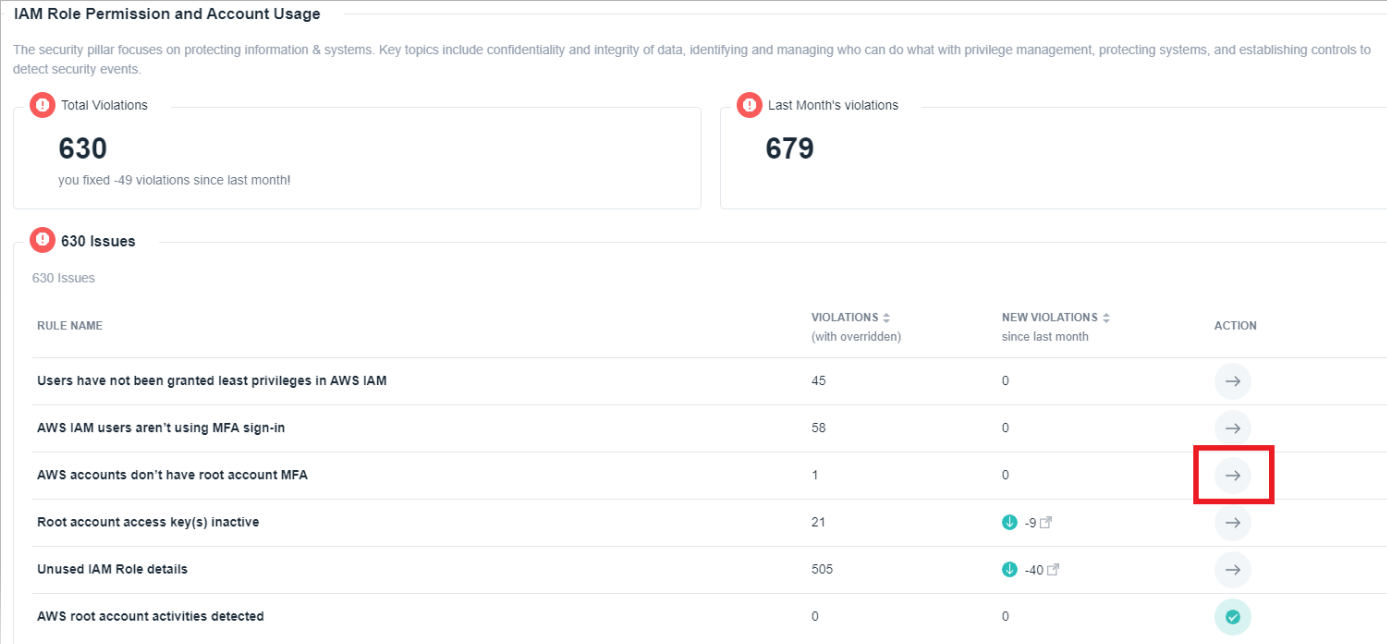 IAM Role Permission and Account Usage
The security pillar focuses on protecting information & systems. Key topics include confidentiality and integrity of data, identifying and managing who can do what with privilege management, protecting systems, and establishing controls to
detect security events.
Total Violations
630
you fixed -49 violations since last month!
Last Month's violations
679
630 Issues
630 Issues
RULE NAME
VIOLATIONS
(with overridden)
NEW VIOLATIONS
since last month
ACTION
Users have not been granted least privileges in AWS IAM 45 0
AWS IAM users aren't using MFA sign-in 58 0
AWS accounts don't have root account MFA 1 0
Root account access key(s) inactive 21 -9
Unused IAM Role details 505 -40
AWS root account activities detected 0 0